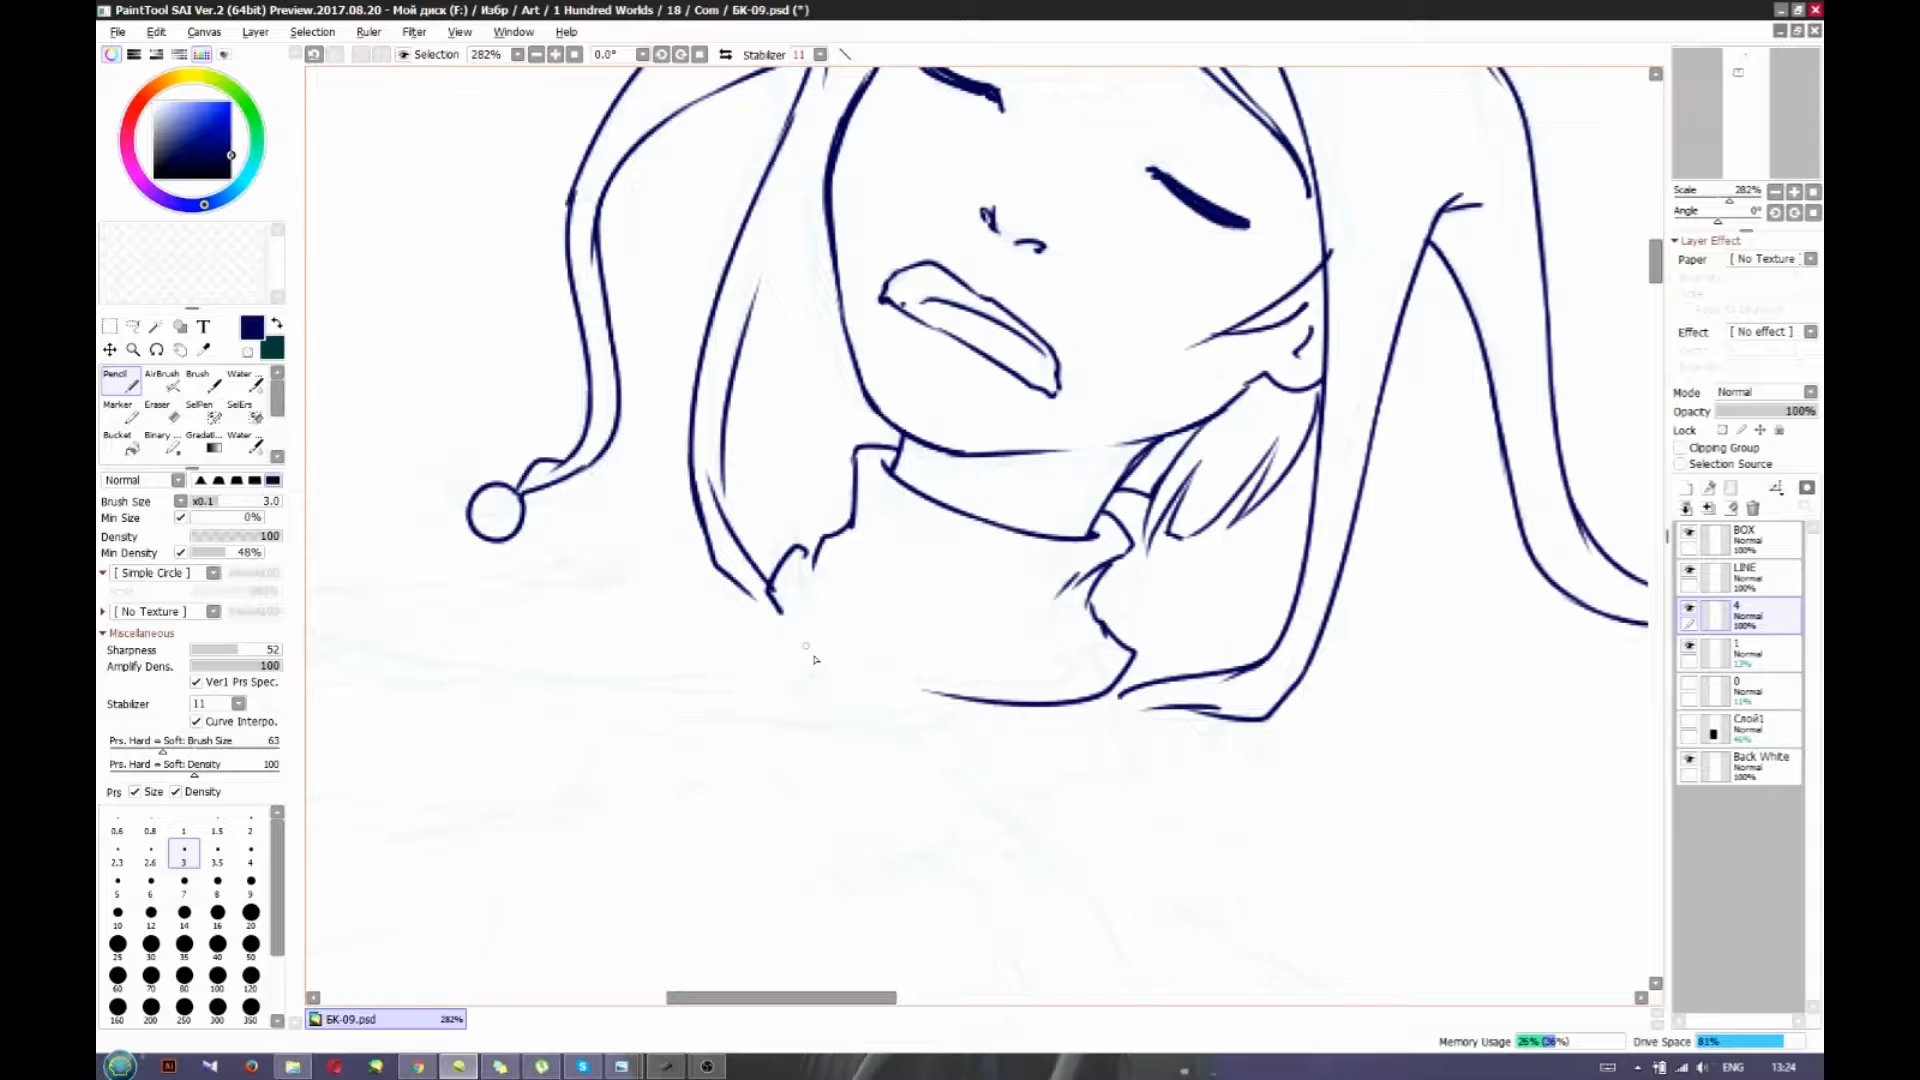 PaintTool SAI Ver.2 (64bit) Preview.2017.08.20 - Мой диск (F:) / Избр / Art / 1 Hundred Worlds / 18 / Com / БК-09.psd (*)
File Edit Canvas Layer Selection Ruler Filter View Window Help
Selection 282% 0.0° Stabilizer 11
Scale 282%
Angle 0°
Layer Effect
Paper [ No Texture ]
Effect [ No effect ]
Mode Normal
Opacity 100%
Lock
Clipping Group
Selection Source
T
Pencil AirBrush Brush Water ...
Marker Eraser SelPen SelErs
Bucket Binary ... Gradati... Water ...
Normal
Brush Size x0.1 3.0
Min Size 0%
Density 100
Min Density 48%
[ Simple Circle ]
[ No Texture ]
Miscellaneous
Sharpness 52
Amplify Dens. 100
Ver1 Prs Spec.
Stabilizer 11
Curve Interpo.
Prs. Hard = Soft: Brush Size 63
Prs. Hard = Soft: Density 100
Prs Size Density
0.6 0.8 1 1.5 2
2.3 2.6 3 3.5 4
5 6 7 8 9
10 12 14 16 20
25 30 35 40 50
60 70 80 100 120
160 200 250 300 350
BOX
Normal
100%
LINE
Normal
100%
4
Normal
100%
1
Normal
13%
0
Normal
11%
Слой1
Normal
46%
Back White
Normal
100%
БК-09.psd 282%
Memory Usage 26% (36%) Drive Space 81%
ENG 13:24